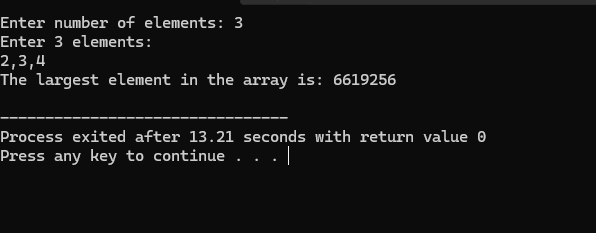 Enter number of elements: 3
Enter 3 elements:
2,3,4
The largest element in the array is: 6619256
--------------------------------
Process exited after 13.21 seconds with return value 0
Press any key to continue . . .